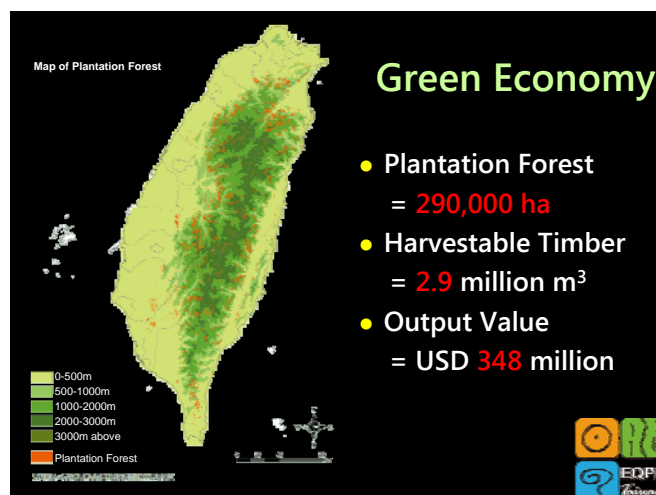 Map of Plantation Forest
Green Economy
Plantation Forest
= 290,000 ha
Harvestable Timber
= 2.9 million m³
Output Value
= USD 348 million
0-500m
500-1000m
1000-2000m
2000-3000m
3000m above
Plantation Forest